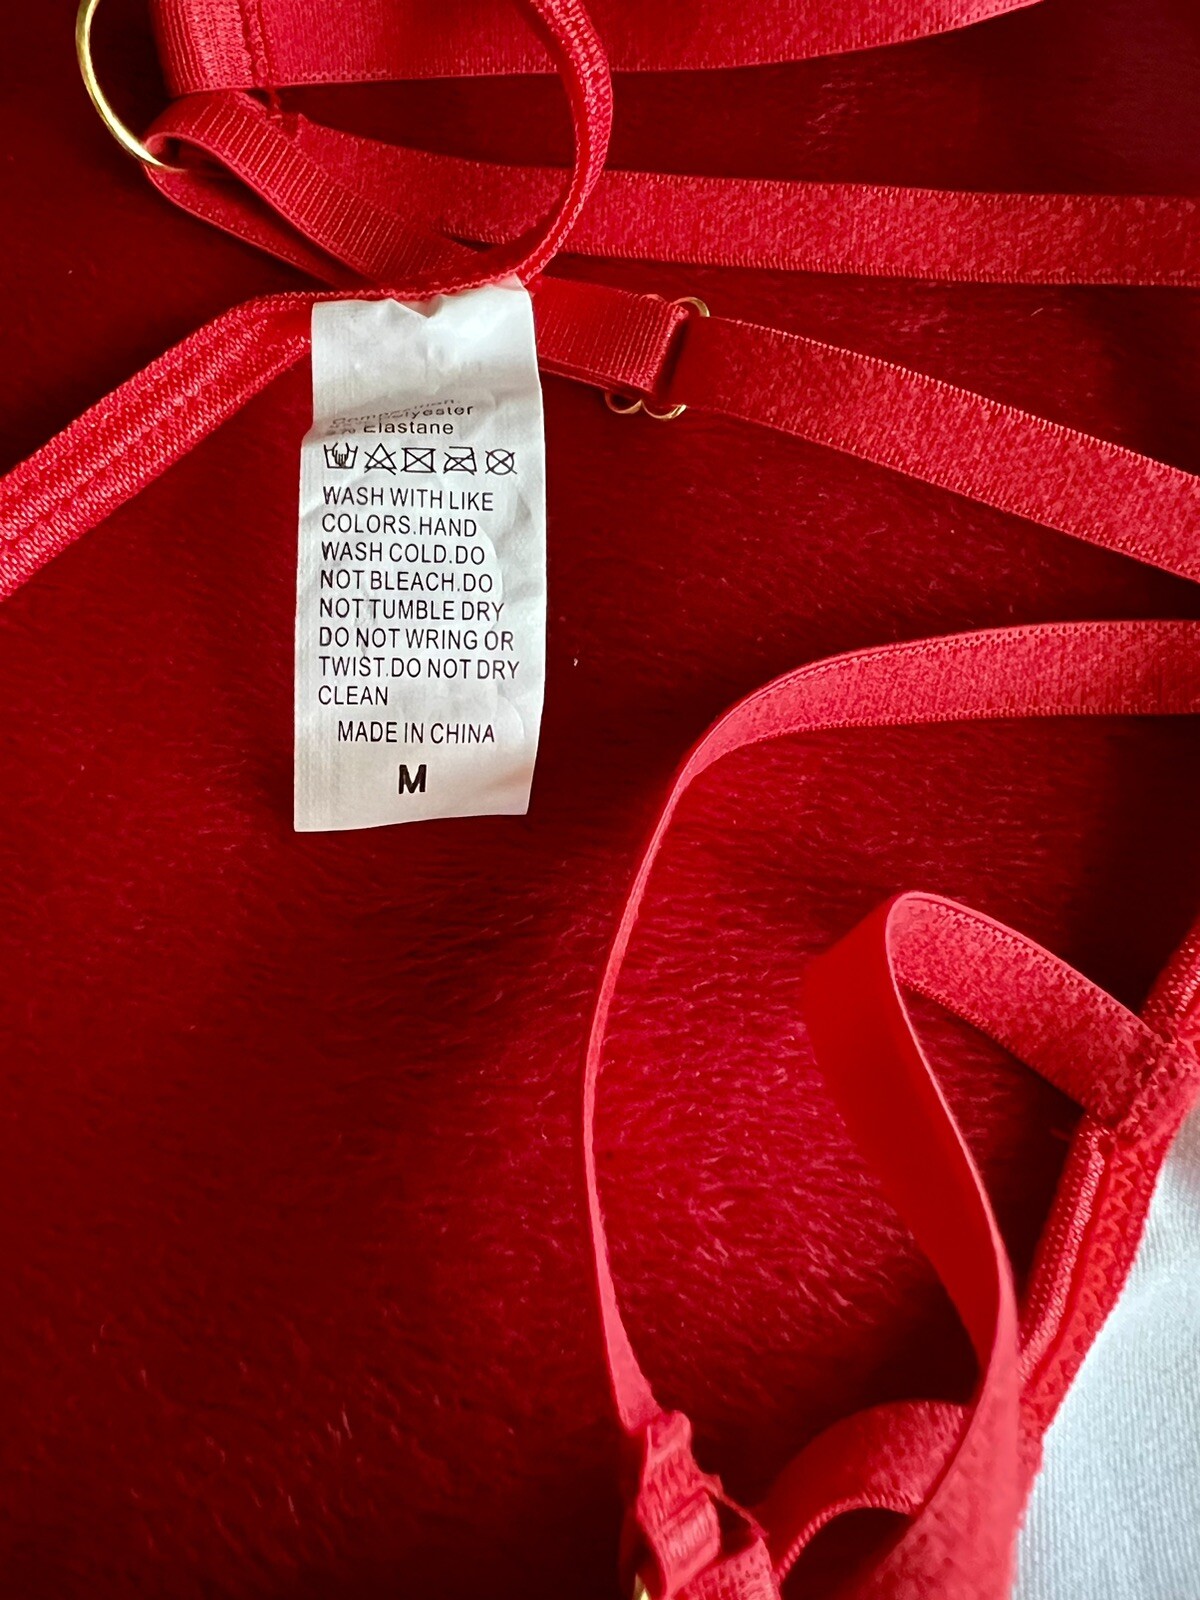 Polyester
Elastane
WASH WITH LIKE
COLORS.HAND
WASH COLD.DO
NOT BLEACH.DO
NOT TUMBLE DRY
DO NOT WRING OR
TWIST.DO NOT DRY
CLEAN
MADE IN CHINA
M